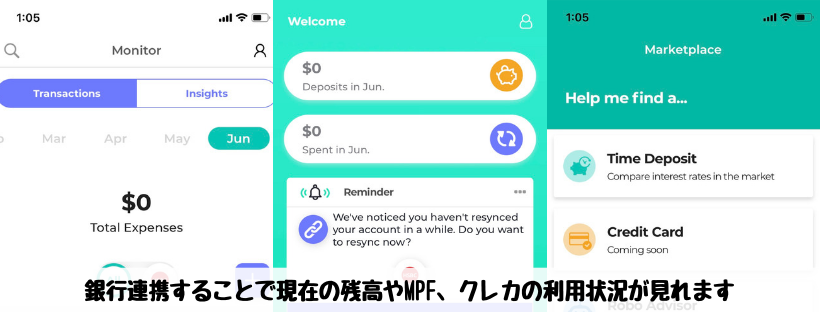 1:05
Monitor
Transactions
Insights
Mar
Apr
May
Jun
$0
Total Expenses
Welcome
$0
Deposits in Jun.
$0
Spent in Jun.
Reminder
We've noticed you haven't resynced
your account in a while. Do you want
to resync now?
1:05
Marketplace
Help me find a...
Time Deposit
Compare interest rates in the market
Credit Card
Coming soon
Robo Advisor
銀行連携することで現在の残高やMPF、クレカの利用状況が見れます